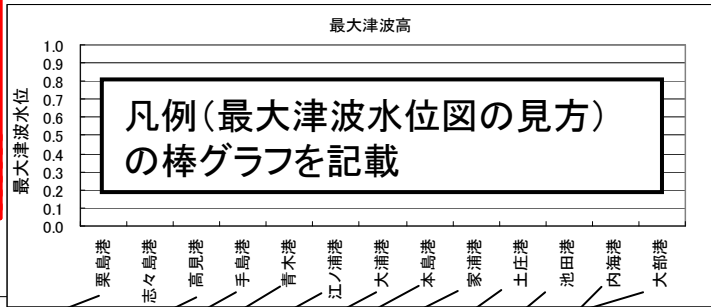 最大津波高
最大津波水位
1.0
0.9
0.8
0.7
0.6
0.5
0.4
0.3
0.2
0.1
0.0
凡例(最大津波水位図の見方)
の棒グラフを記載
粟島港
志々島港
高見港
手島港
青木港
江ノ浦港
大浦港
本島港
家浦港
土庄港
池田港
内海港
大部港